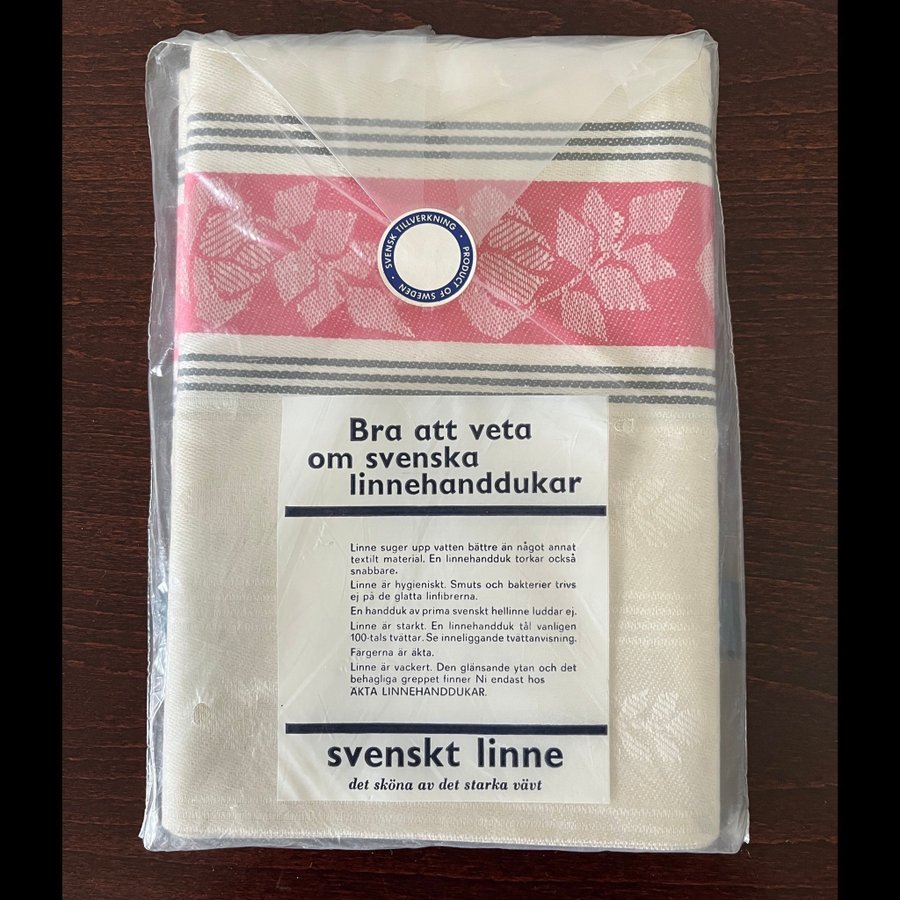 SVENSK TILLVERKNING · PRODUCT OF SWEDEN ·
Bra att veta
om svenska
linnehanddukar
Linne suger upp vatten bättre än något annat
textilt material. En linnehandduk torkar också
snabbare.
Linne är hygieniskt. Smuts och bakterier trivs
ej på de glatta linfibrerna.
En handduk av prima svenskt hellinne luddar ej.
Linne är starkt. En linnehandduk tål vanligen
100-tals tvättar. Se inneliggande tvättanvisning.
Färgerna är äkta.
Linne är vackert. Den glänsande ytan och det
behagliga greppet finner Ni endast hos
ÄKTA LINNEHANDDUKAR.
svenskt linne
det sköna av det starka vävt